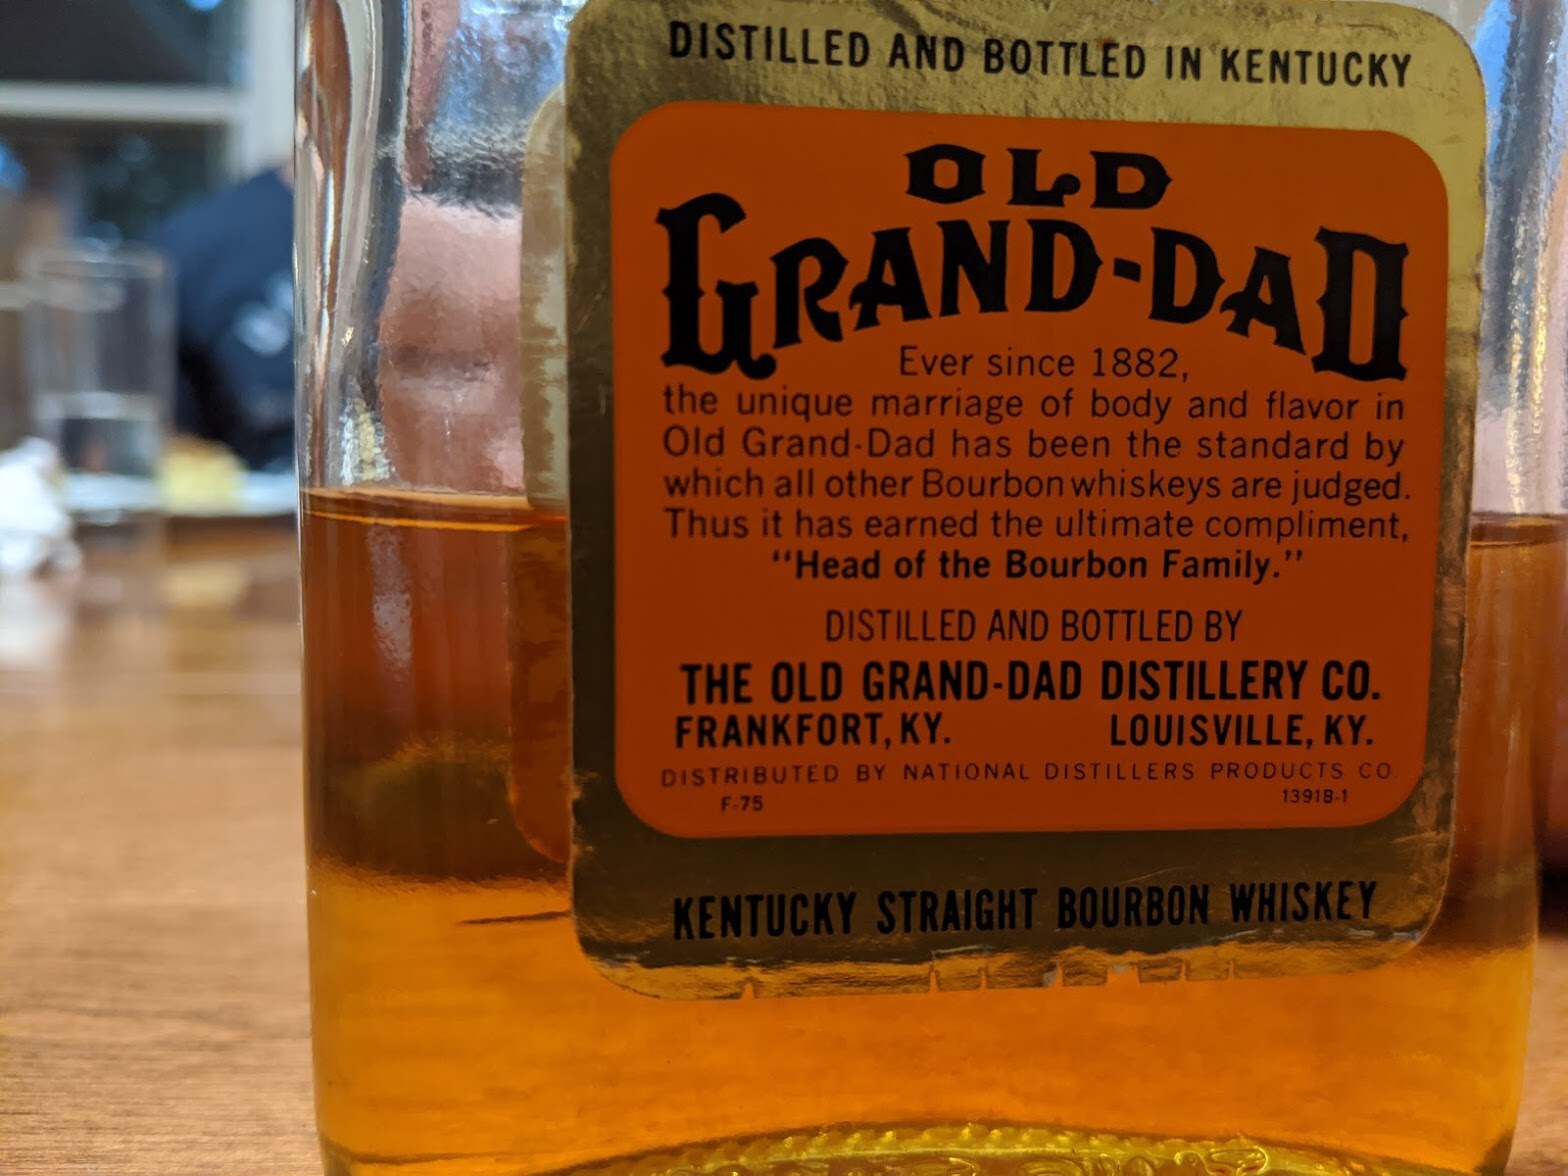 DISTILLED AND BOTTLED IN KENTUCKY
OLD
GRAND-DAD
Ever since 1882,
the unique marriage of body and flavor in
Old Grand-Dad has been the standard by
which all other Bourbon whiskeys are judged.
Thus it has earned the ultimate compliment,
“Head of the Bourbon Family.”
DISTILLED AND BOTTLED BY
THE OLD GRAND-DAD DISTILLERY CO.
FRANKFORT, KY. LOUISVILLE, KY.
DISTRIBUTED BY NATIONAL DISTILLERS PRODUCTS CO.
F-75 1391B-1
KENTUCKY STRAIGHT BOURBON WHISKEY